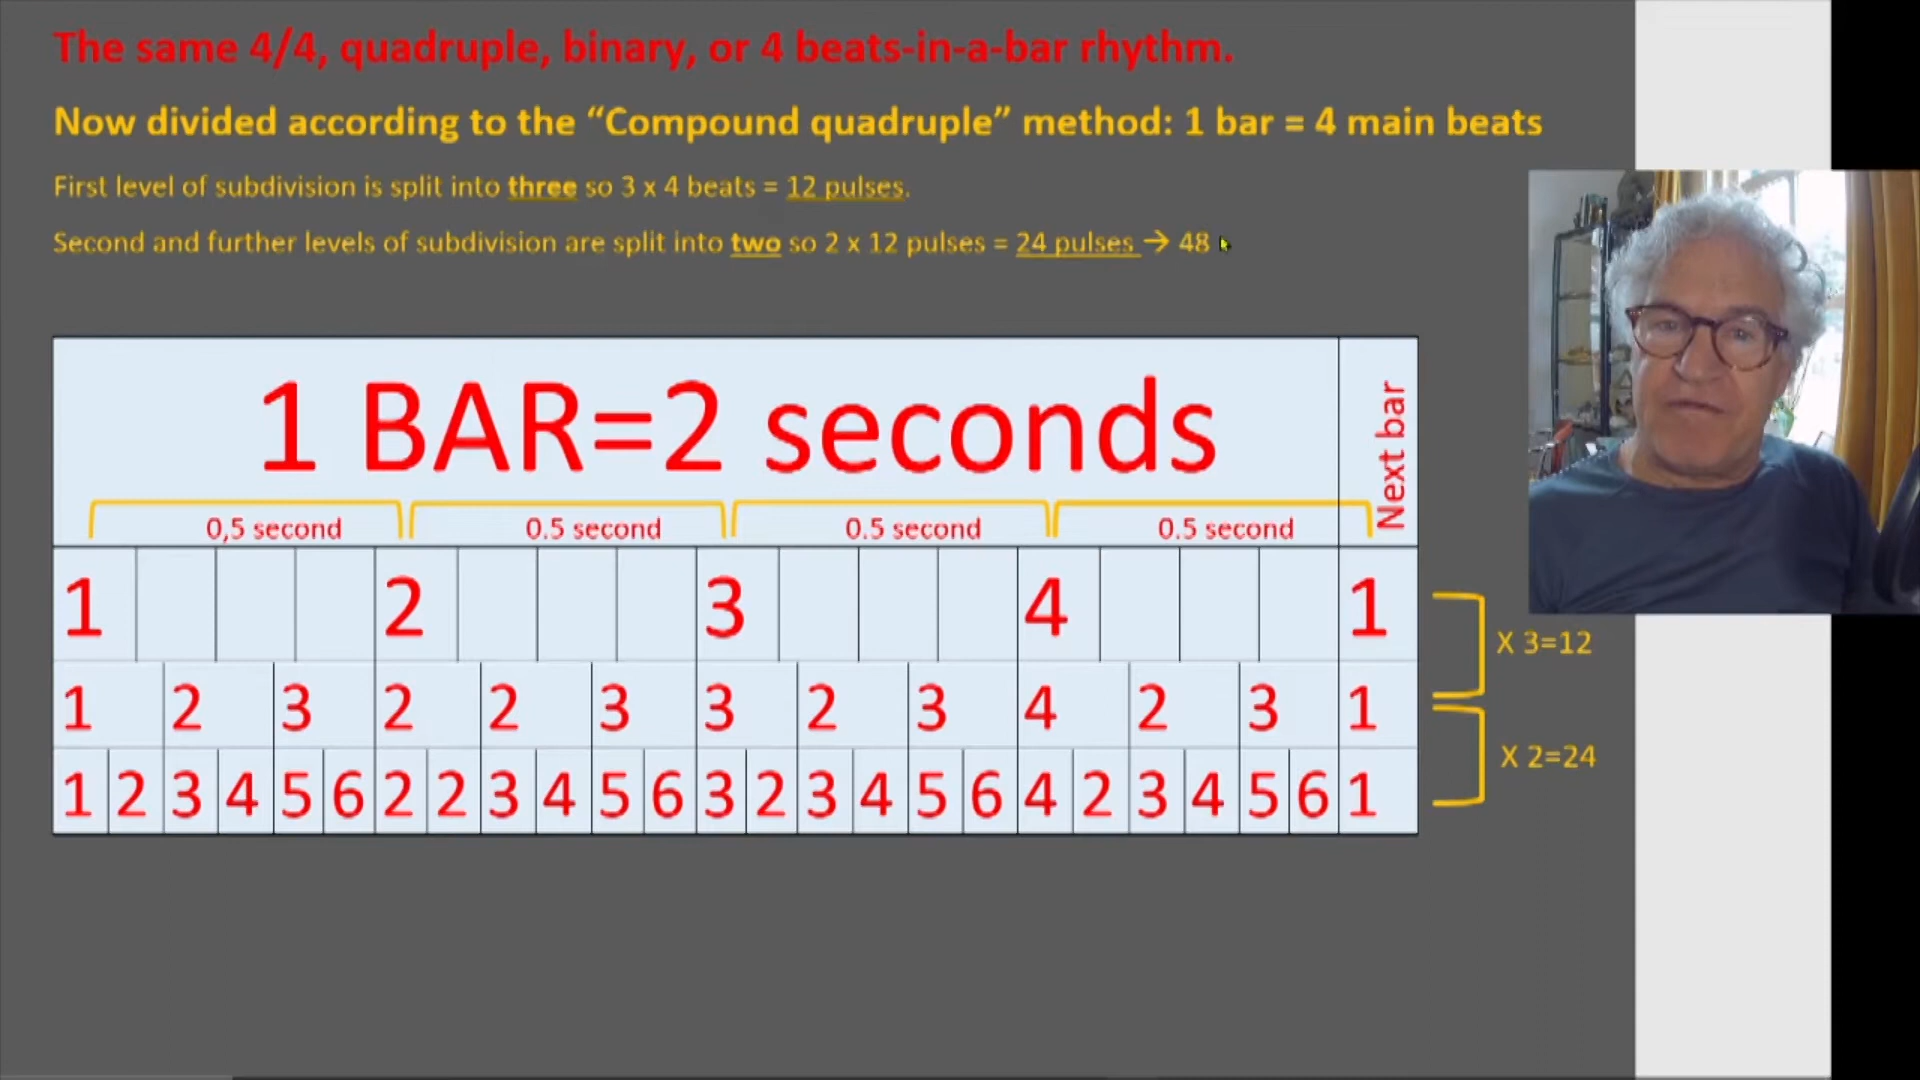 The same 4/4, quadruple, binary, or 4 beats-in-a-bar rhythm.
Now divided according to the “Compound quadruple” method: 1 bar = 4 main beats
First level of subdivision is split into three so 3 x 4 beats = 12 pulses.
Second and further levels of subdivision are split into two so 2 x 12 pulses = 24 pulses → 48
1 BAR=2 seconds
Next bar
0,5 second 0.5 second 0.5 second 0.5 second
1 2 3 4 1
X 3=12
1 2 3 2 2 3 3 2 3 4 2 3 1
X 2=24
1 2 3 4 5 6 2 2 3 4 5 6 3 2 3 4 5 6 4 2 3 4 5 6 1